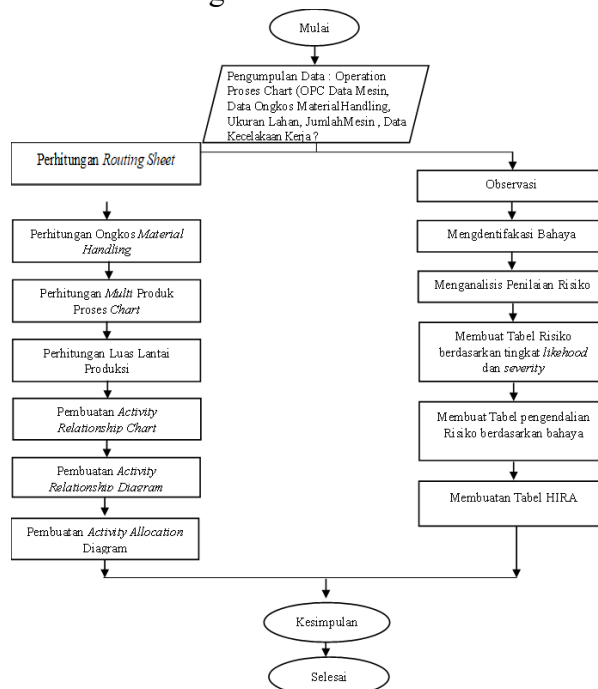 Mulai
Pengumpulan Data : Operation
Proses Chart (OPC Data Mesin,
Data Ongkos MaterialHandling,
Ukuran Lahan, JumlahMesin , Data
Kecelakaan Kerja ?
Perhitungan Routing Sheet
Perhitungan Ongkos Material
Handling
Perhitungan Multi Produk
Proses Chart
Perhitungan Luas Lantai
Produksi
Pembuatan Activity
Relationship Chart
Pembuatan Activity
Relationship Diagram
Pembuatan Activity Allocation
Diagram
Observasi
Mengdentifakasi Bahaya
Menganalisis Penilaian Risiko
Membuat Tabel Risiko
berdasarkan tingkat likehood
dan severity
Membuat Tabel pengendalian
Risiko berdasarkan bahaya
Membuatan Tabel HIRA
Kesimpulan
Selesai